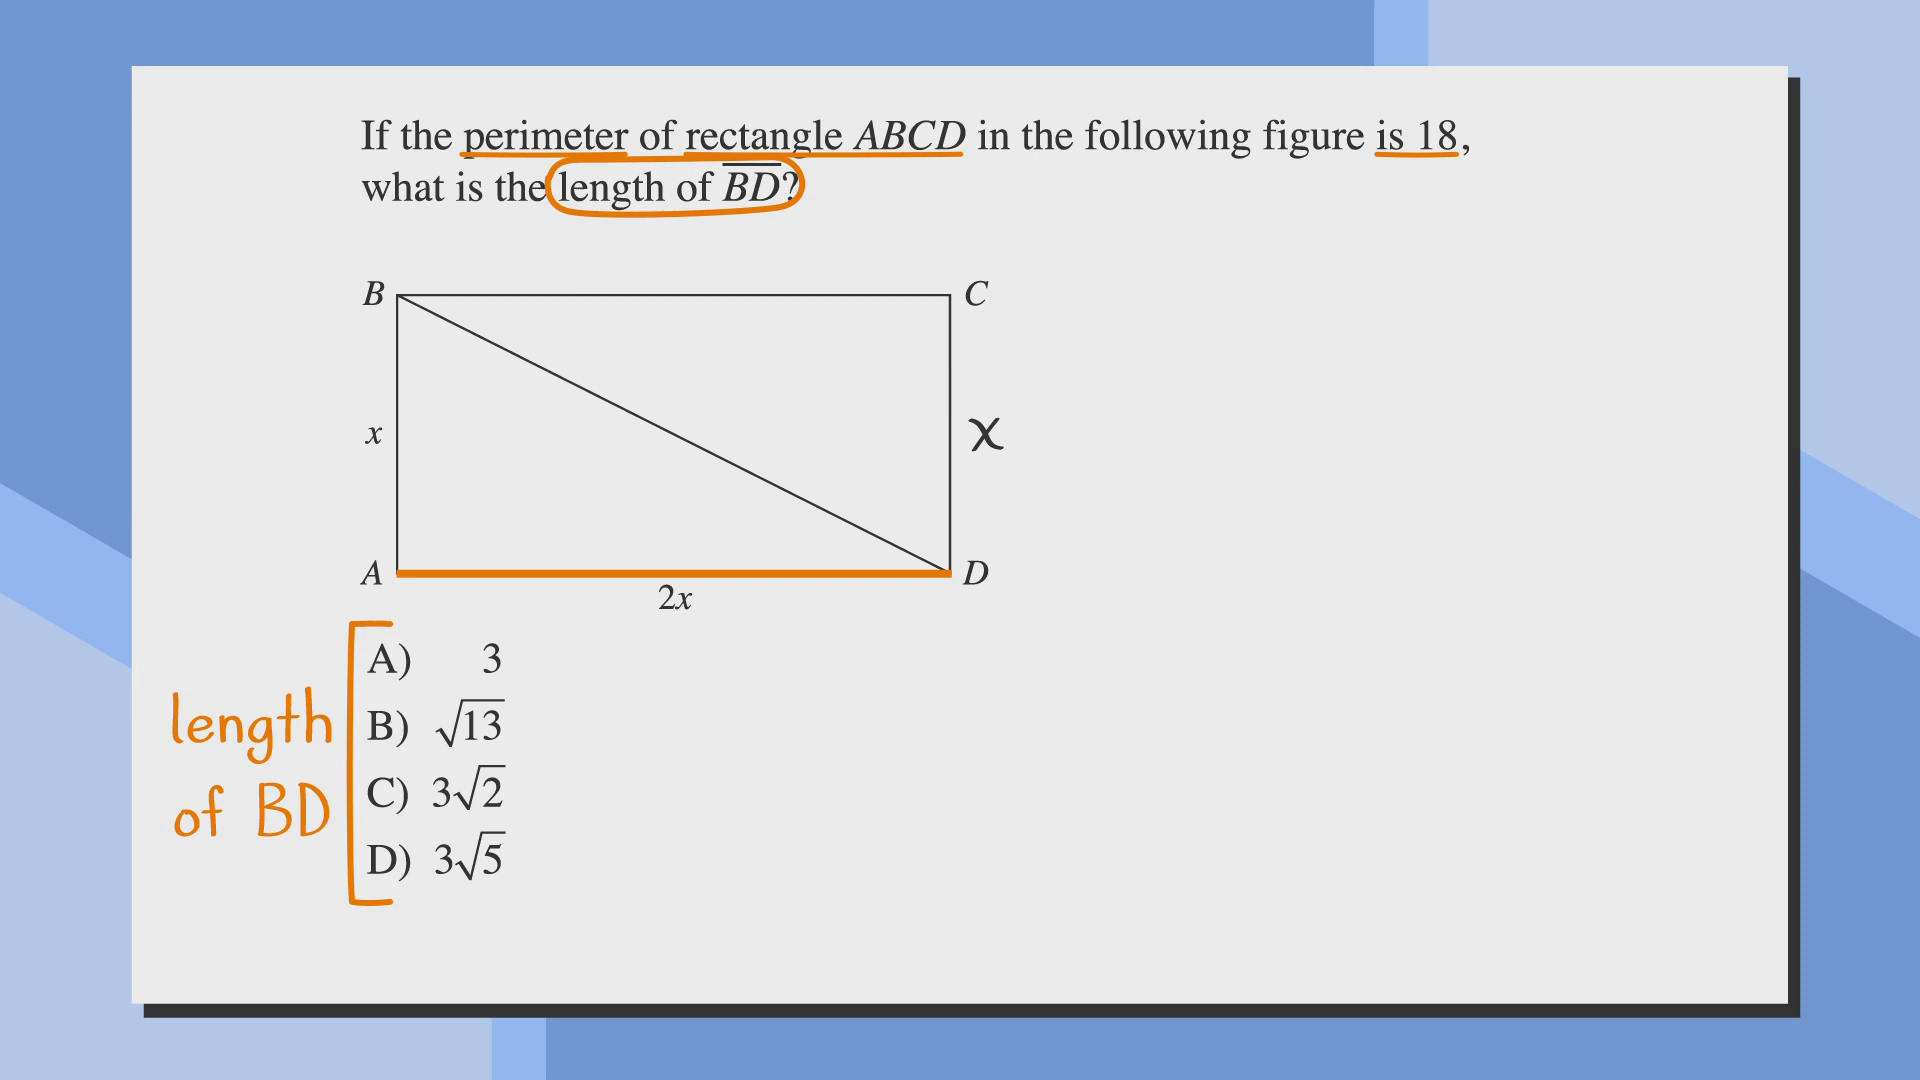 If the perimeter of rectangle ABCD in the following figure is 18,
what is the length of BD?
B
C
x
x
A
D
2x
length
of BD
A) 3
B) √13
C) 3√2
D) 3√5